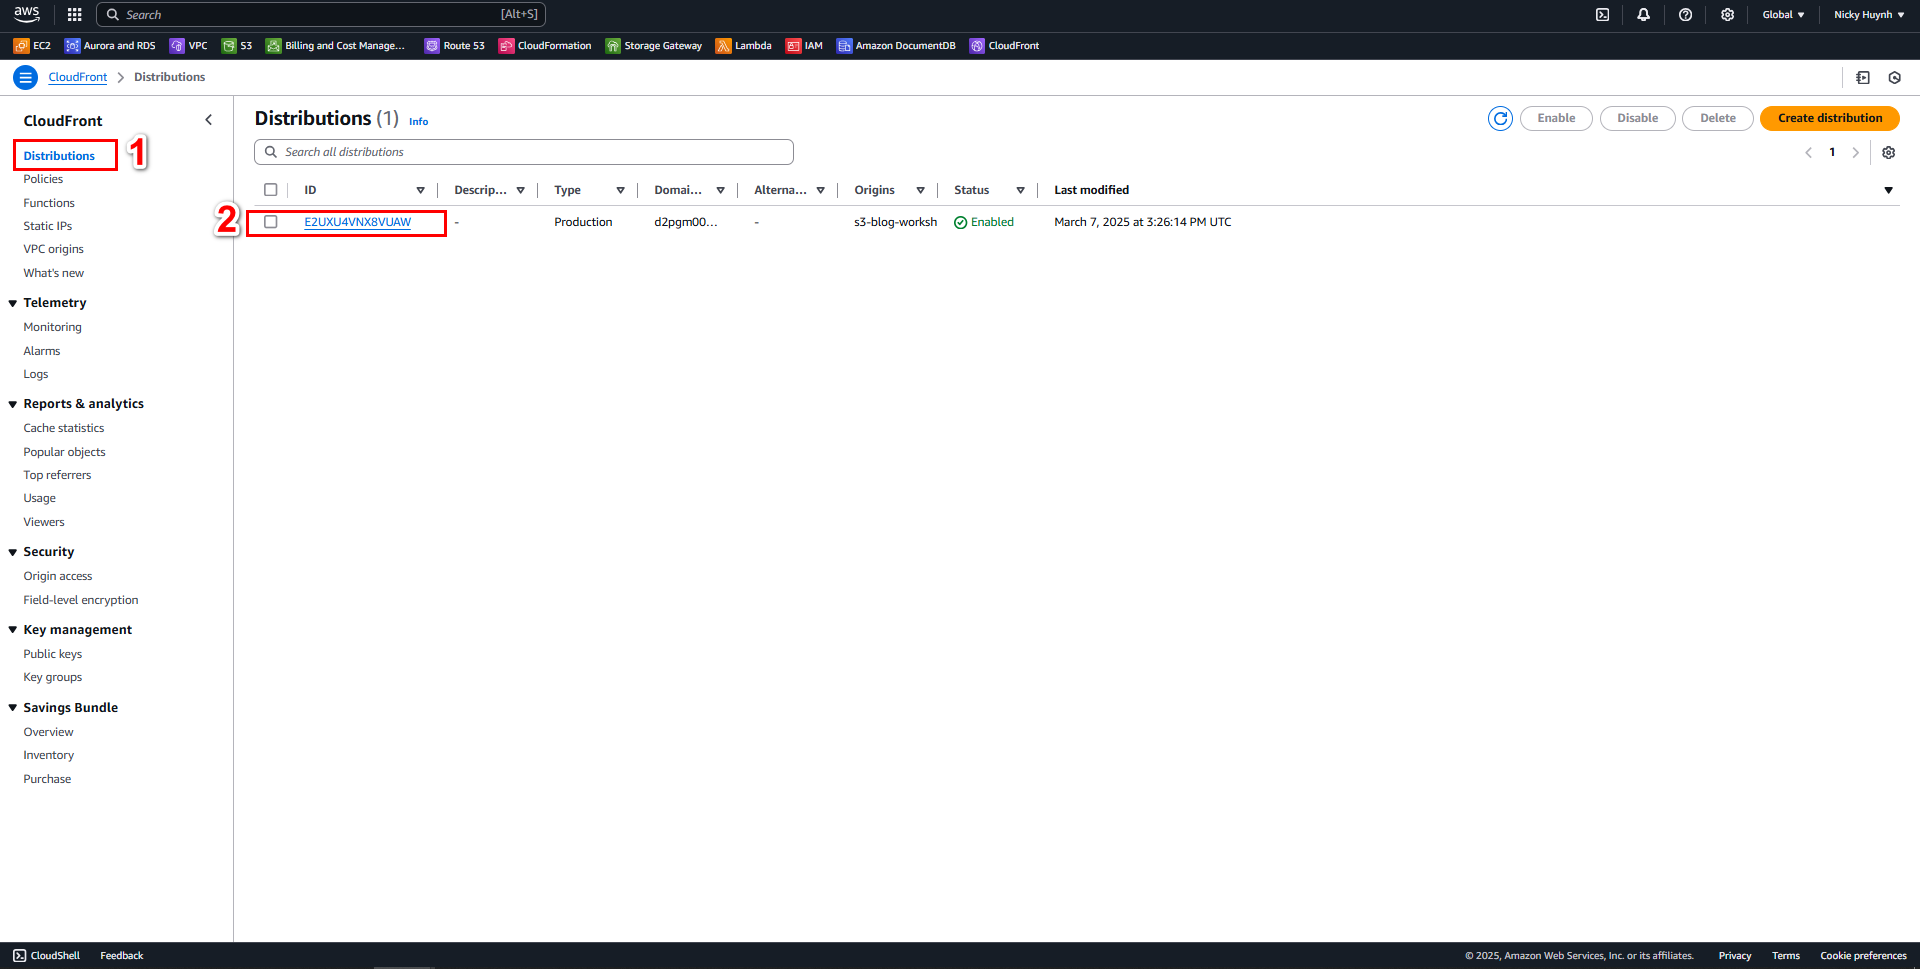 aws Search [Alt+S] Global Nicky Huynh
EC2 Aurora and RDS VPC S3 Billing and Cost Manage... Route 53 CloudFormation Storage Gateway Lambda IAM Amazon DocumentDB CloudFront
CloudFront > Distributions
CloudFront
Distributions
1
Policies
Functions
Static IPs
VPC origins
What's new
Telemetry
Monitoring
Alarms
Logs
Reports & analytics
Cache statistics
Popular objects
Top referrers
Usage
Viewers
Security
Origin access
Field-level encryption
Key management
Public keys
Key groups
Savings Bundle
Overview
Inventory
Purchase
Distributions (1) Info
Enable Disable Delete Create distribution
Search all distributions
1
ID Descrip... Type Domai... Alterna... Origins Status Last modified
2
E2UXU4VNX8VUAW - Production d2pgm00... - s3-blog-worksh Enabled March 7, 2025 at 3:26:14 PM UTC
CloudShell Feedback © 2025, Amazon Web Services, Inc. or its affiliates. Privacy Terms Cookie preferences